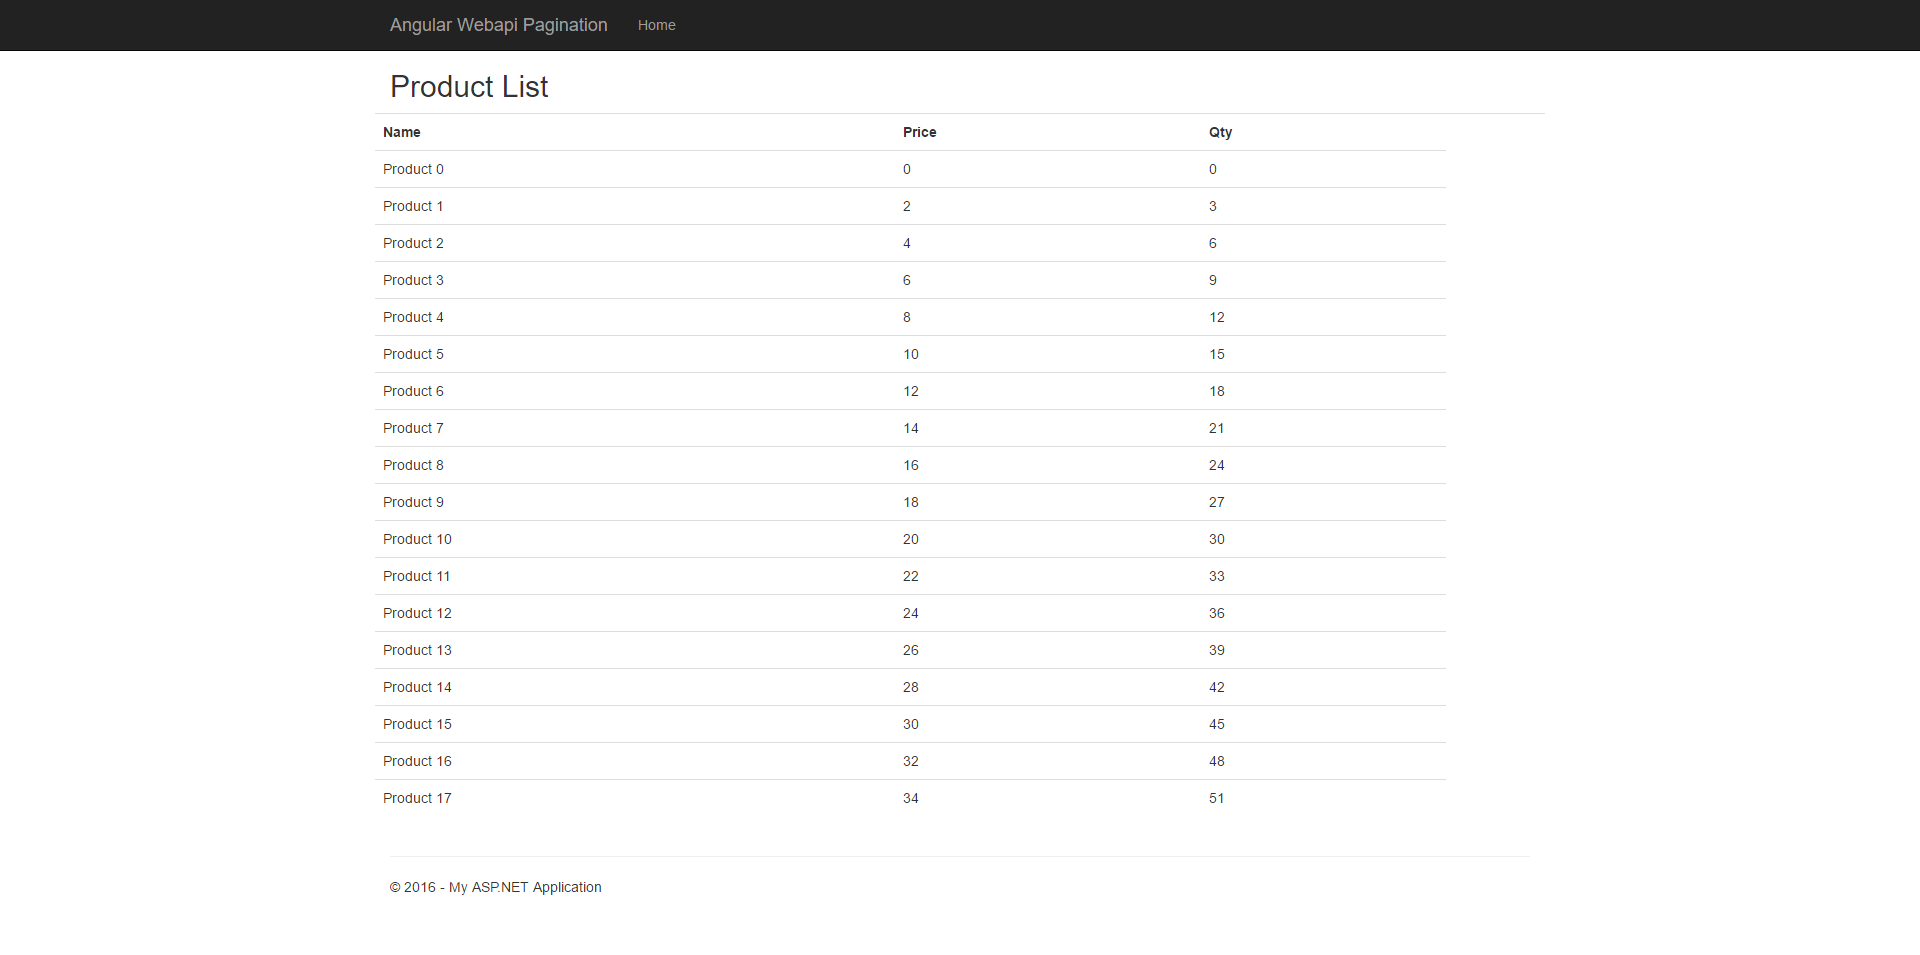 Angular Webapi Pagination Home
Product List
Name Price Qty
Product 0 0 0
Product 1 2 3
Product 2 4 6
Product 3 6 9
Product 4 8 12
Product 5 10 15
Product 6 12 18
Product 7 14 21
Product 8 16 24
Product 9 18 27
Product 10 20 30
Product 11 22 33
Product 12 24 36
Product 13 26 39
Product 14 28 42
Product 15 30 45
Product 16 32 48
Product 17 34 51
© 2016 - My ASP.NET Application